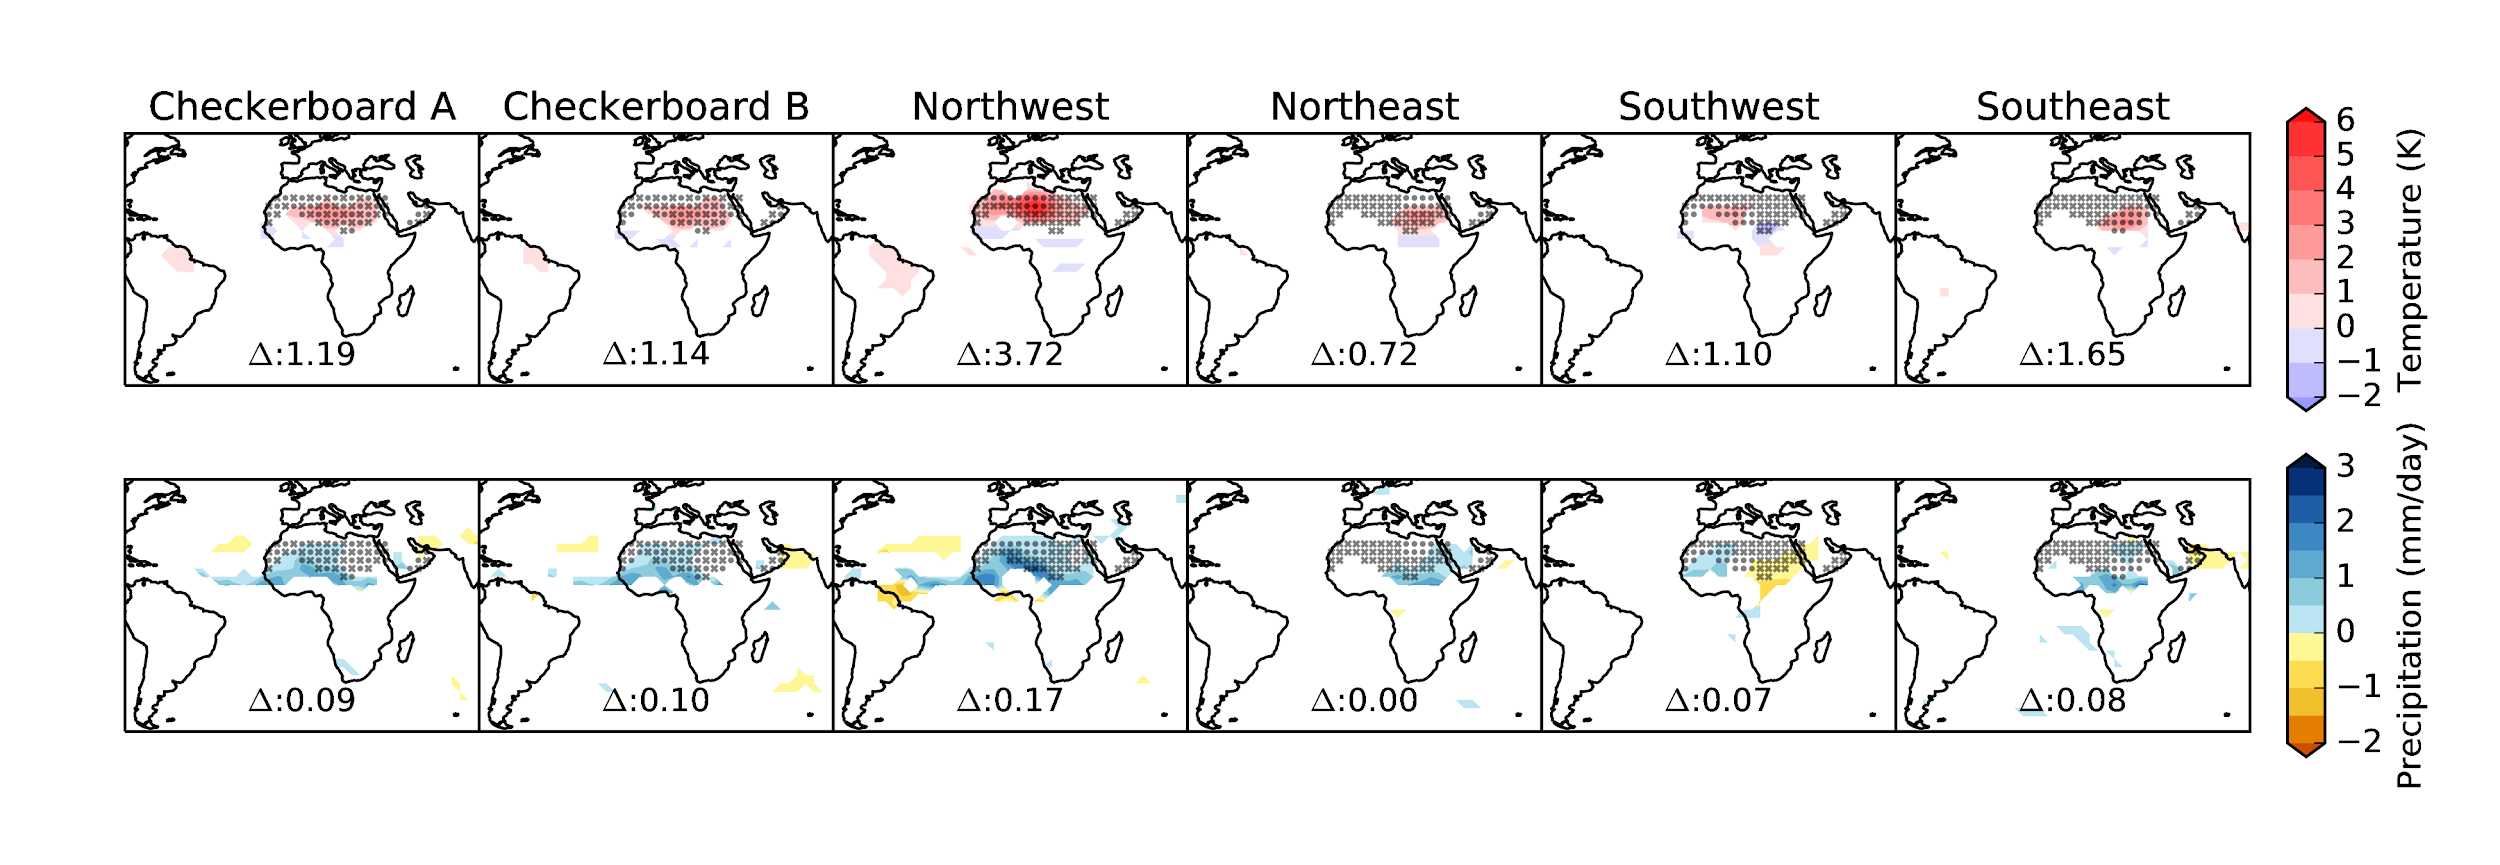 Checkerboard A
Checkerboard B
Northwest
Northeast
Southwest
Southeast
Δ:1.19
Δ:1.14
Δ:3.72
Δ:0.72
Δ:1.10
Δ:1.65
6
5
4
3
2
1
0
−1
−2
Temperature (K)
Δ:0.09
Δ:0.10
Δ:0.17
Δ:0.00
Δ:0.07
Δ:0.08
3
2
1
0
−1
−2
Precipitation (mm/day)